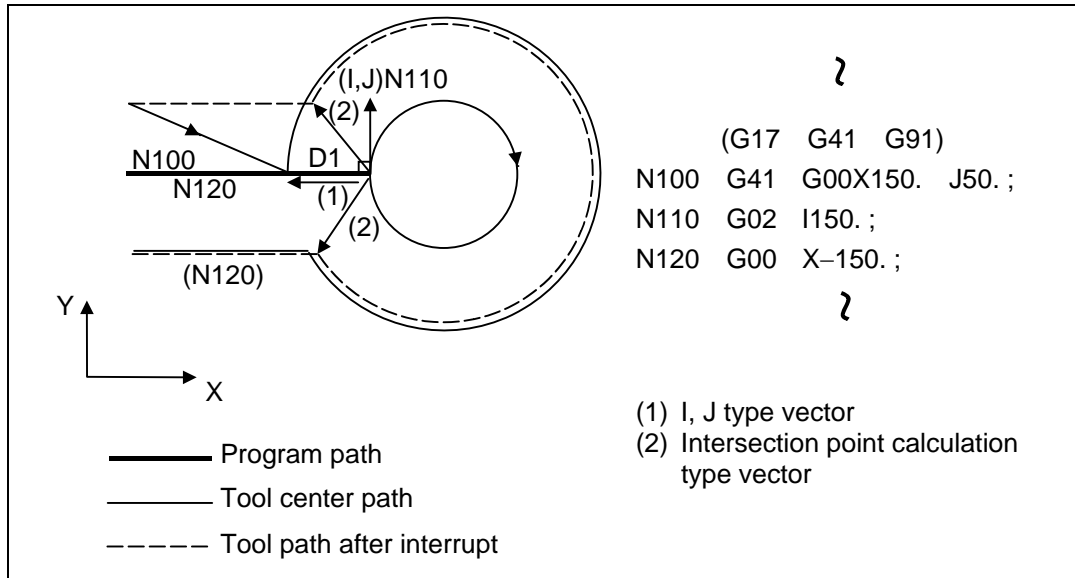 (I,J)N110
(2)
N100
D1
N120
(1)
(2)
(N120)
Y
X
(G17 G41 G91)
N100 G41 G00X150. J50. ;
N110 G02 I150. ;
N120 G00 X−150. ;
(1) I, J type vector
(2) Intersection point calculation
type vector
Program path
Tool center path
Tool path after interrupt